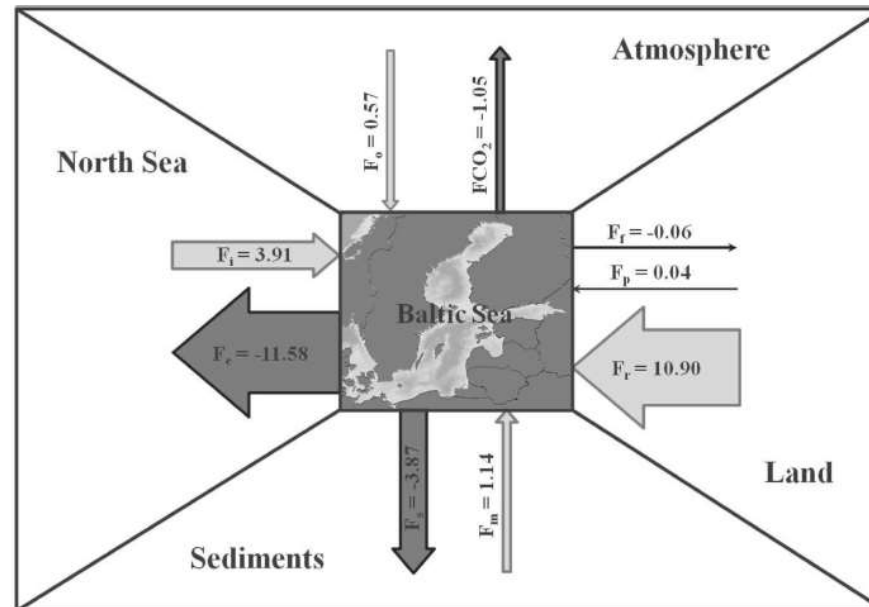 Atmosphere
North Sea
F_o = 0.57
FCO₂ = -1.05
F_i = 3.91
F_f = -0.06
F_p = 0.04
Baltic Sea
F_e = -11.58
F_r = 10.90
F_s = -3.87
F_m = 1.14
Land
Sediments